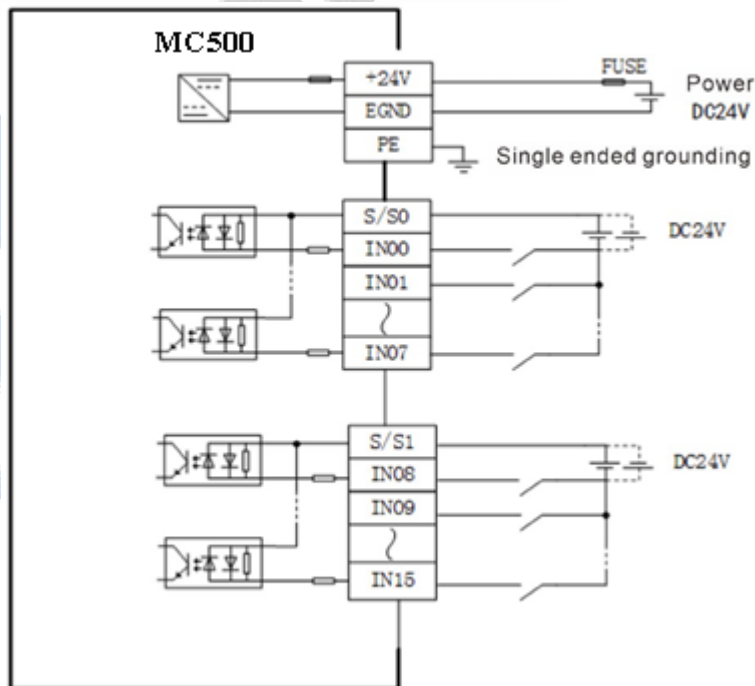 MC500
+24V
FUSE
Power
EGND
DC24V
PE
Single ended grounding
S/S0
DC24V
IN00
IN01
IN07
S/S1
DC24V
IN08
IN09
IN15